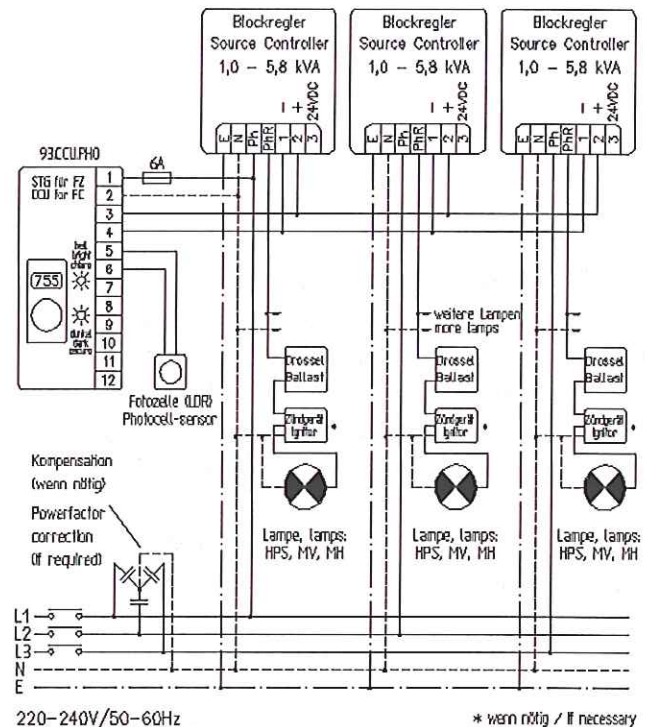 Blockregler
Source Controller
1,0 – 5,8 kVA
– + 24VDC
E N Ph PhR 1 2 3
Blockregler
Source Controller
1,0 – 5,8 kVA
– + 24VDC
E N Ph PhR 1 2 3
Blockregler
Source Controller
1,0 – 5,8 kVA
– + 24VDC
E N Ph PhR 1 2 3
93.CCU.PH0
6A
STG für FZ
CCU for FC
1
2
3
4
5
6
7
8
9
10
11
12
hell
bright
755
dunkel
dark
Fotozelle (LDR)
Photocell-sensor
weitere Lampen
more lamps
Drossel
Ballast
Zündgerät
Ignitor
*
Drossel
Ballast
Zündgerät
Ignitor
*
Drossel
Ballast
Zündgerät
Ignitor
*
Lampe, lamps:
HPS, MV, MH
Lampe, lamps:
HPS, MV, MH
Lampe, lamps:
HPS, MV, MH
Kompensation
(wenn nötig)
Powerfactor
correction
(if required)
L1
L2
L3
N
E
220-240V/50-60Hz
* wenn nötig / if necessary